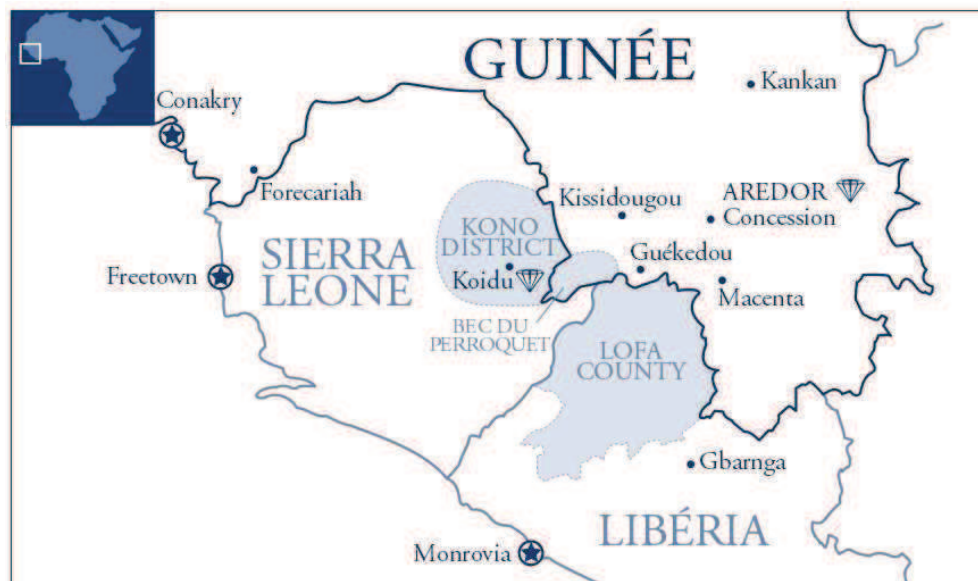 GUINÉE
Kankan
Conakry
Forecariah
Kissidougou
AREDOR
Concession
KONO
DISTRICT
Koidu
Guékedou
Macenta
SIERRA
LEONE
Freetown
BEC DU
PERROQUET
LOFA
COUNTY
Gbarnga
LIBÉRIA
Monrovia